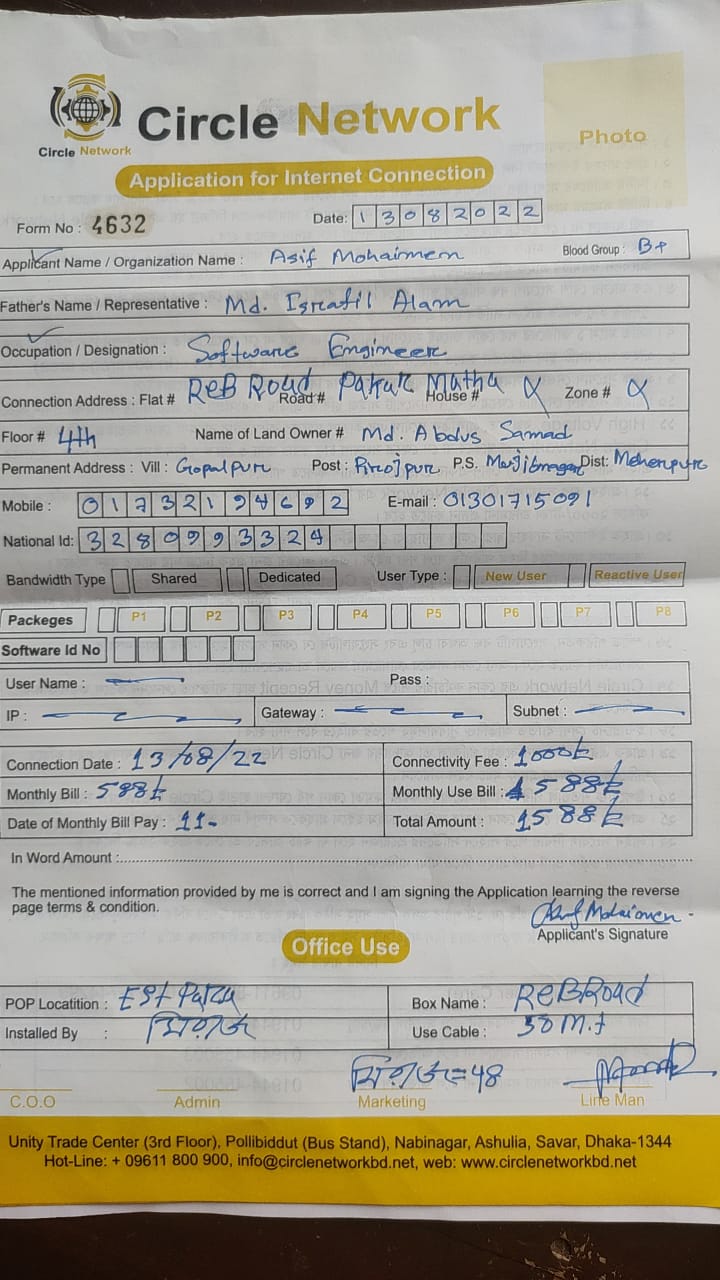 Circle Network
Circle Network
Photo
Application for Internet Connection
Form No : 4632
Date: 13082022
Applicant Name / Organization Name : Asif Mohaimen
Blood Group : B+
Father's Name / Representative : Md. Israfil Alam
Occupation / Designation : Software Engineer
Connection Address : Flat # ReB Road Road # Pakar Matha House # Zone #
Floor # 4th Name of Land Owner # Md. Abdus Samad
Permanent Address : Vill : Gopalpur Post : Pirojpur P.S. Mujibnagar Dist: Meherpur
Mobile : 01732194692 E-mail : 01301715091
National Id: 3280993324
Bandwidth Type Shared Dedicated User Type : New User Reactive User
Packeges P1 P2 P3 P4 P5 P6 P7 P8
Software Id No
User Name : Pass :
IP : Gateway : Subnet :
Connection Date : 13/08/22 Connectivity Fee : 1000tk
Monthly Bill : 588tk Monthly Use Bill : 588tk
Date of Monthly Bill Pay : 11- Total Amount : 1588tk
In Word Amount :
The mentioned information provided by me is correct and I am signing the Application learning the reverse
page terms & condition.
Asif Mohaimen
Applicant's Signature
Office Use
POP Locatition : Box Name : ReBRoad
Installed By : Use Cable : 50 M.t
=48
C.O.O Admin Marketing Line Man
Unity Trade Center (3rd Floor), Pollibiddut (Bus Stand), Nabinagar, Ashulia, Savar, Dhaka-1344
Hot-Line: + 09611 800 900, info@circlenetworkbd.net, web: www.circlenetworkbd.net